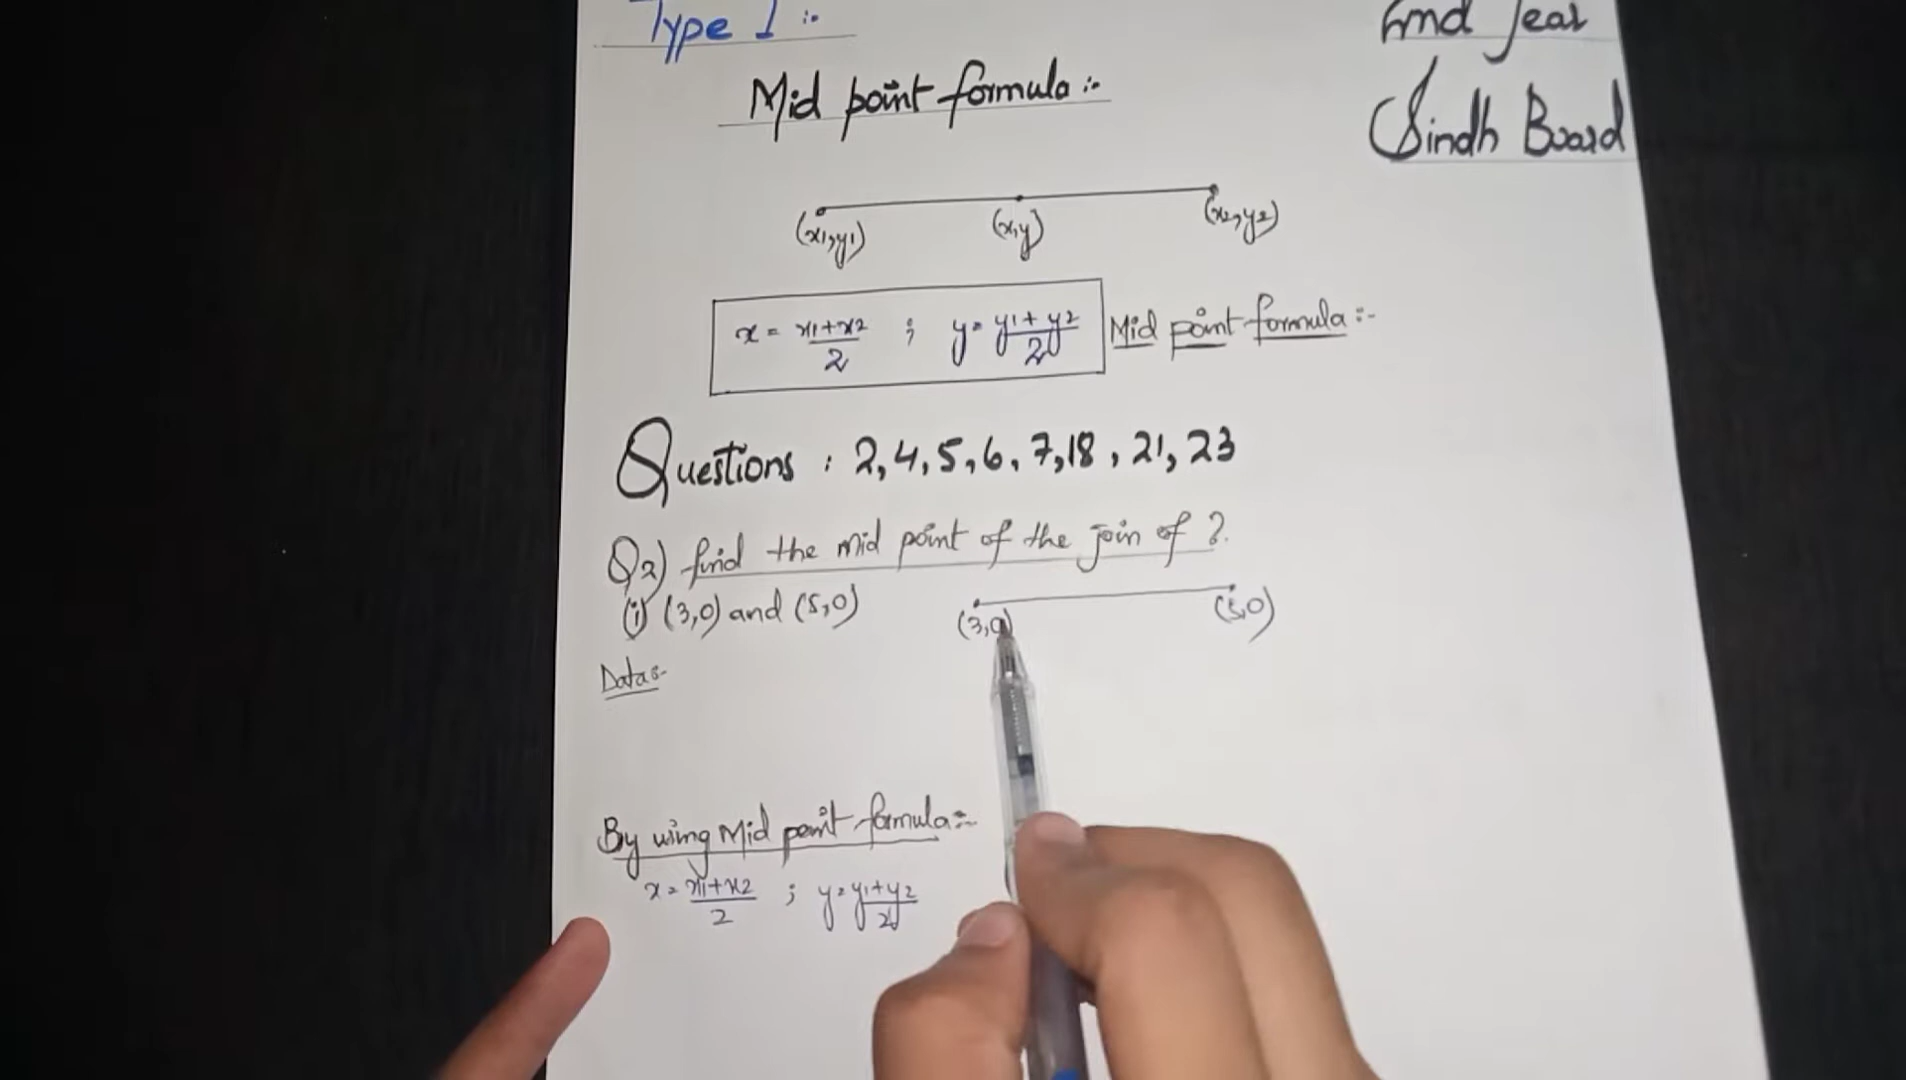 Type I :-
2nd Year
Sindh Board
Mid point formula :-
(x1,y1) (x,y) (x2,y2)
x = x1+x2/2 ; y = y1+y2/2 Mid point formula :-
Questions : 2,4,5,6,7,18,21,23
Q2) find the mid point of the join of ?
(i) (3,0) and (5,0)
(3,0) (5,0)
Data:-
By using Mid point formula:-
x = x1+x2/2 ; y = y1+y2/2